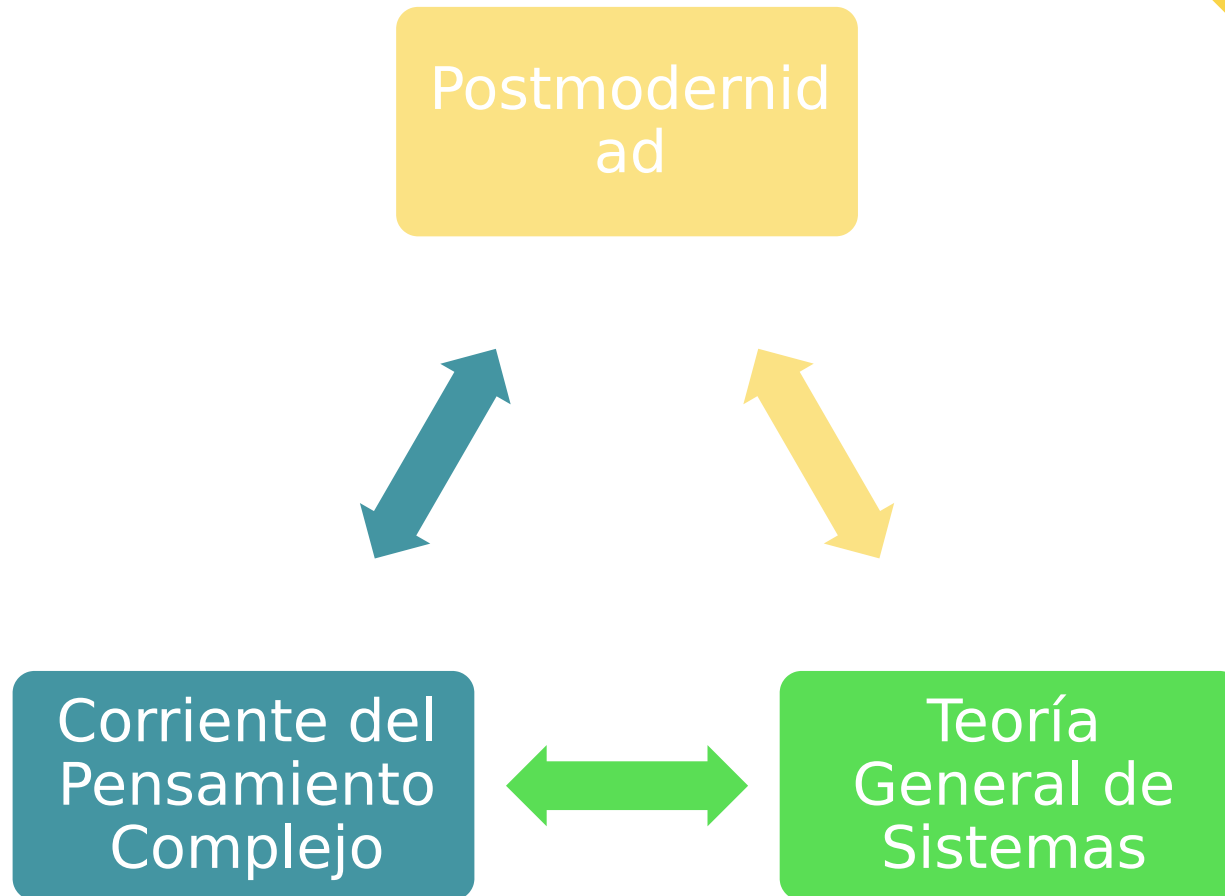 Postmodernid
ad
Corriente del
Pensamiento
Complejo
Teoría
General de
Sistemas